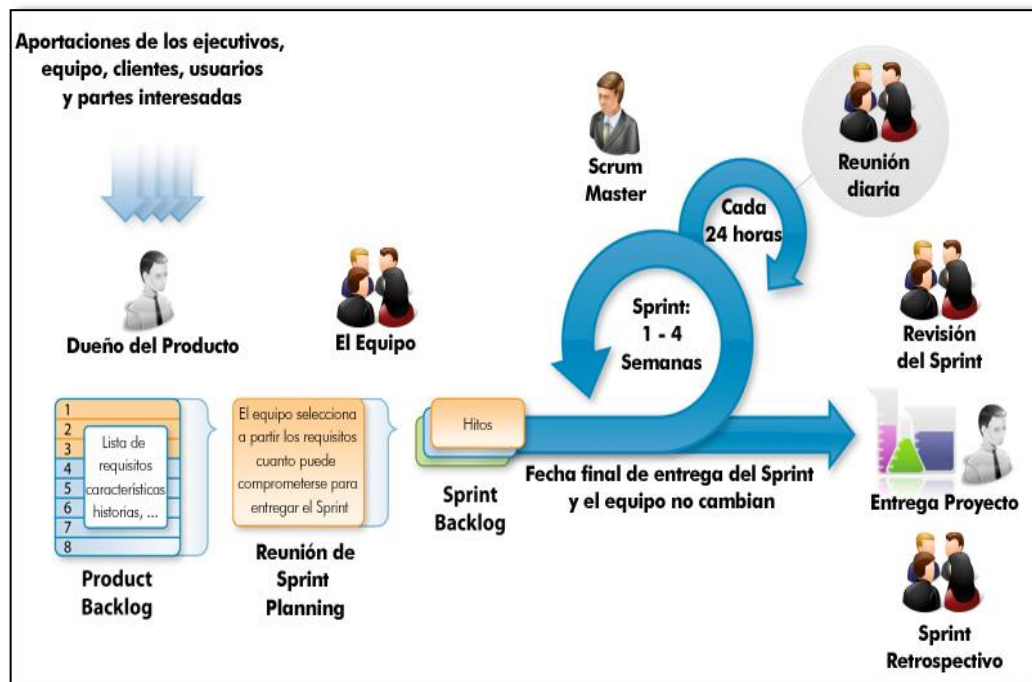 Aportaciones de los ejecutivos,
equipo, clientes, usuarios
y partes interesadas
Dueño del Producto
El Equipo
Scrum
Master
Cada
24 horas
Reunión
diaria
Sprint:
1 - 4
Semanas
Revisión
del Sprint
1
2
3
4
5
6
7
8
Lista de
requisitos
características
historias, ...
Product
Backlog
El equipo selecciona
a partir los requisitos
cuanto puede
comprometerse para
entregar el Sprint
Reunión de
Sprint
Planning
Hitos
Sprint
Backlog
Fecha final de entrega del Sprint
y el equipo no cambian
Entrega Proyecto
Sprint
Retrospectivo